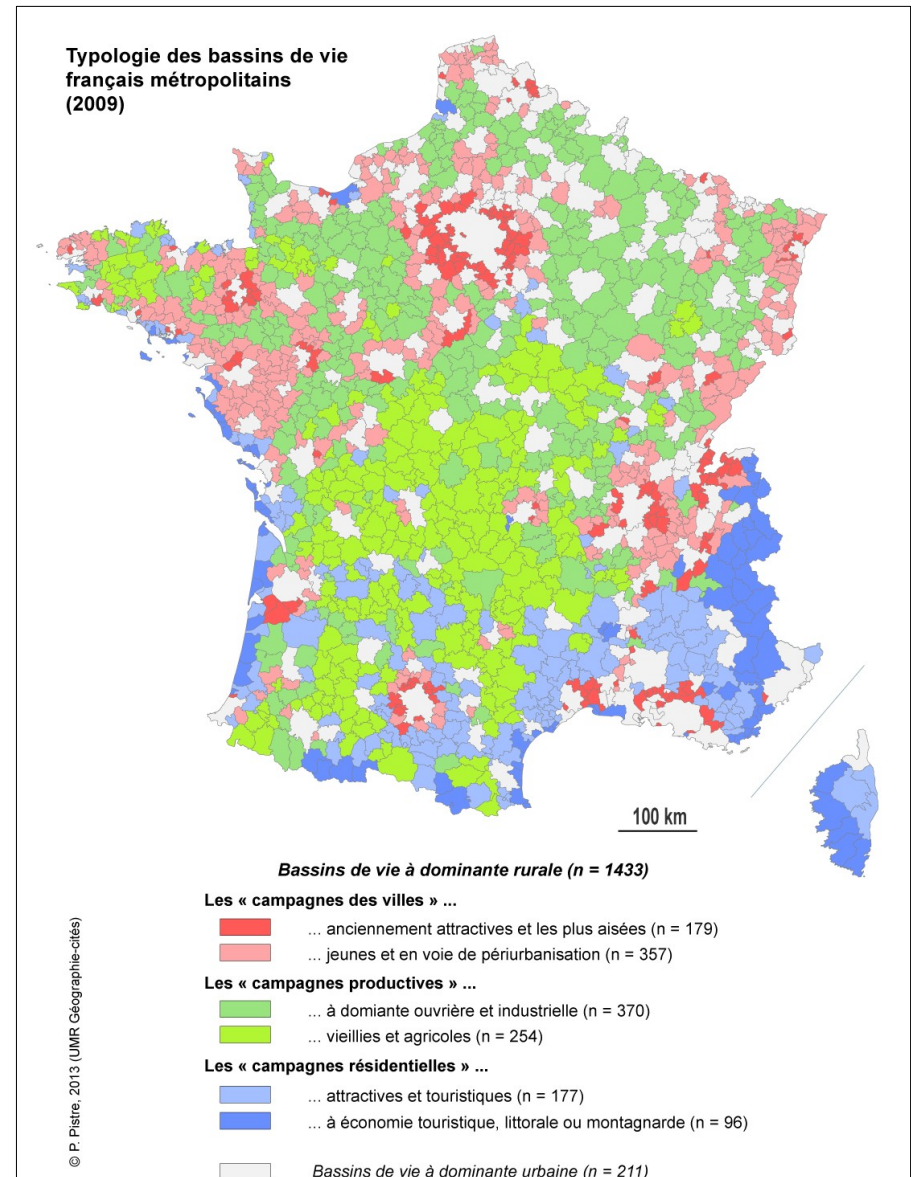 Typologie des bassins de vie
français métropolitains
(2009)
100 km
Bassins de vie à dominante rurale (n = 1433)
Les « campagnes des villes » ...
... anciennement attractives et les plus aisées (n = 179)
... jeunes et en voie de périurbanisation (n = 357)
Les « campagnes productives » ...
... à domiante ouvrière et industrielle (n = 370)
... vieillies et agricoles (n = 254)
Les « campagnes résidentielles » ...
... attractives et touristiques (n = 177)
... à économie touristique, littorale ou montagnarde (n = 96)
Bassins de vie à dominante urbaine (n = 211)
© P. Pistre, 2013 (UMR Géographie-cités)